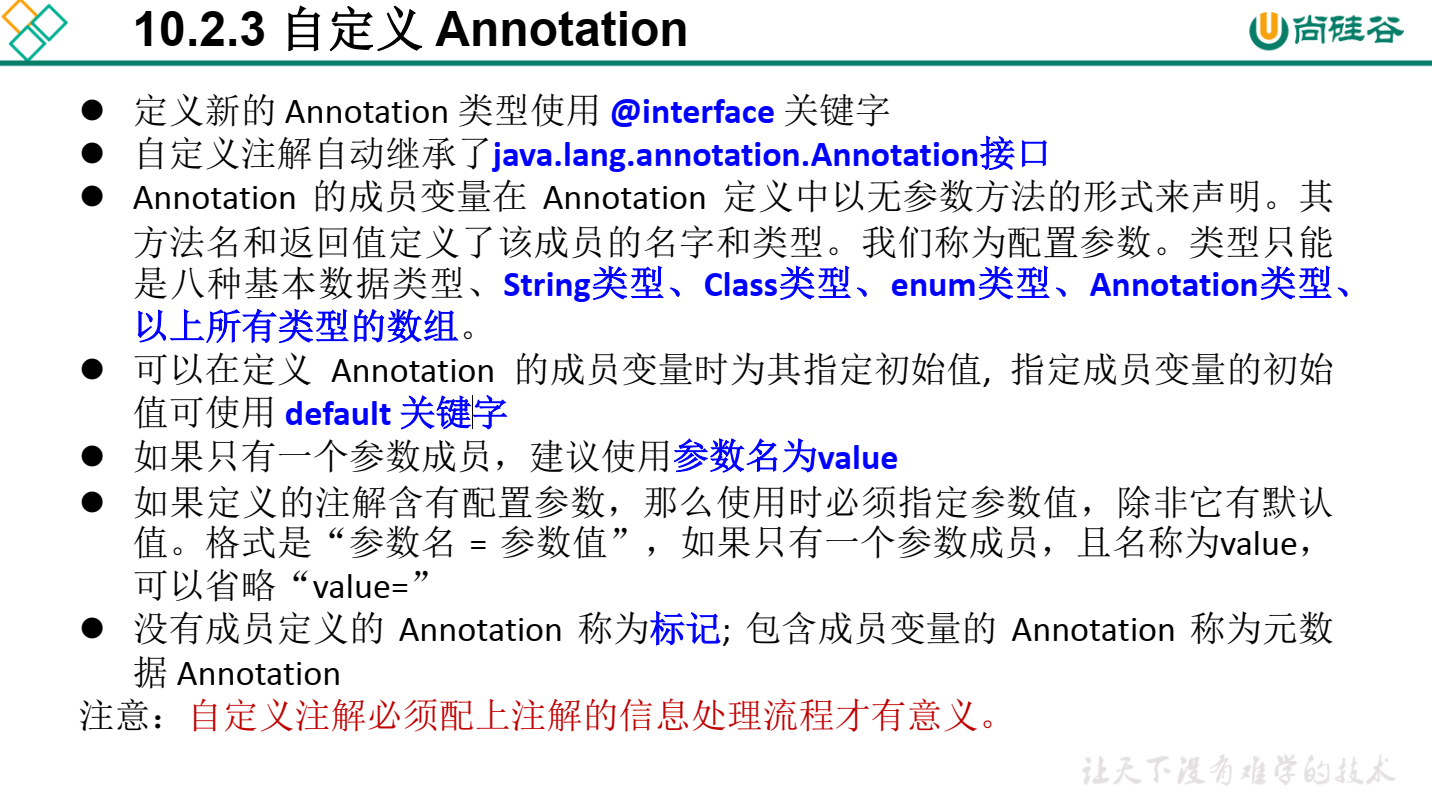 10.2.3 自定义 Annotation
尚硅谷
● 定义新的 Annotation 类型使用 @interface 关键字
● 自定义注解自动继承了java.lang.annotation.Annotation接口
● Annotation 的成员变量在 Annotation 定义中以无参数方法的形式来声明。其
方法名和返回值定义了该成员的名字和类型。我们称为配置参数。类型只能
是八种基本数据类型、String类型、Class类型、enum类型、Annotation类型、
以上所有类型的数组。
● 可以在定义 Annotation 的成员变量时为其指定初始值, 指定成员变量的初始
值可使用 default 关键字
● 如果只有一个参数成员，建议使用参数名为value
● 如果定义的注解含有配置参数，那么使用时必须指定参数值，除非它有默认
值。格式是“参数名 = 参数值”，如果只有一个参数成员，且名称为value，
可以省略“value=”
● 没有成员定义的 Annotation 称为标记; 包含成员变量的 Annotation 称为元数
据 Annotation
注意：自定义注解必须配上注解的信息处理流程才有意义。
让天下没有难学的技术